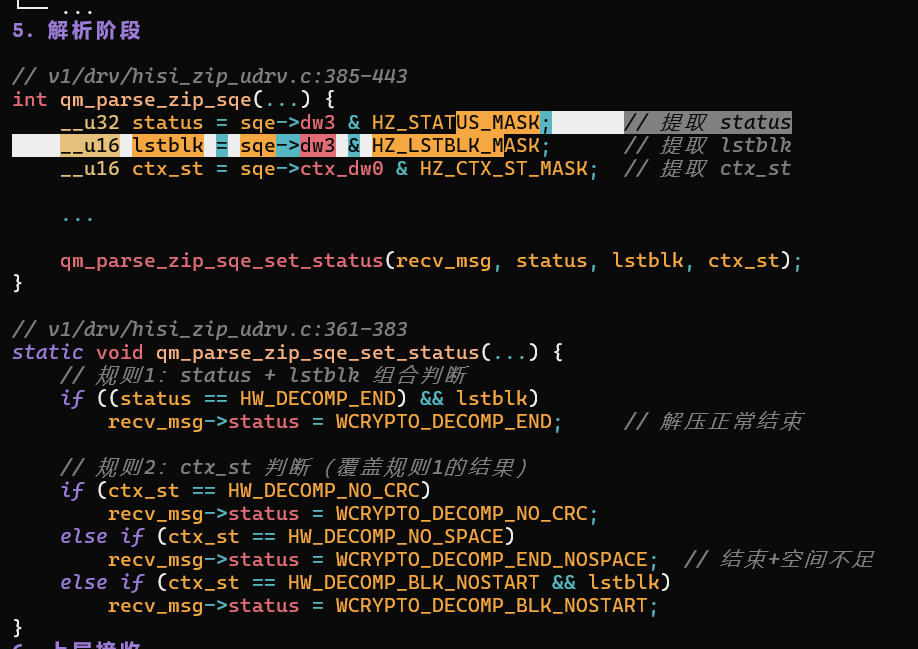 ...
5. 解析阶段
// v1/drv/hisi_zip_udrv.c:385-443
int qm_parse_zip_sqe(...) {
    __u32 status = sqe->dw3 & HZ_STATUS_MASK;      // 提取 status
    __u16 lstblk = sqe->dw3 & HZ_LSTBLK_MASK;      // 提取 lstblk
    __u16 ctx_st = sqe->ctx_dw0 & HZ_CTX_ST_MASK;  // 提取 ctx_st
    ...
    qm_parse_zip_sqe_set_status(recv_msg, status, lstblk, ctx_st);
}
// v1/drv/hisi_zip_udrv.c:361-383
static void qm_parse_zip_sqe_set_status(...) {
    // 规则1: status + lstblk 组合判断
    if ((status == HW_DECOMP_END) && lstblk)
        recv_msg->status = WCRYPTO_DECOMP_END;     // 解压正常结束
    // 规则2: ctx_st 判断（覆盖规则1的结果）
    if (ctx_st == HW_DECOMP_NO_CRC)
        recv_msg->status = WCRYPTO_DECOMP_NO_CRC;
    else if (ctx_st == HW_DECOMP_NO_SPACE)
        recv_msg->status = WCRYPTO_DECOMP_END_NOSPACE;  // 结束+空间不足
    else if (ctx_st == HW_DECOMP_BLK_NOSTART && lstblk)
        recv_msg->status = WCRYPTO_DECOMP_BLK_NOSTART;
}